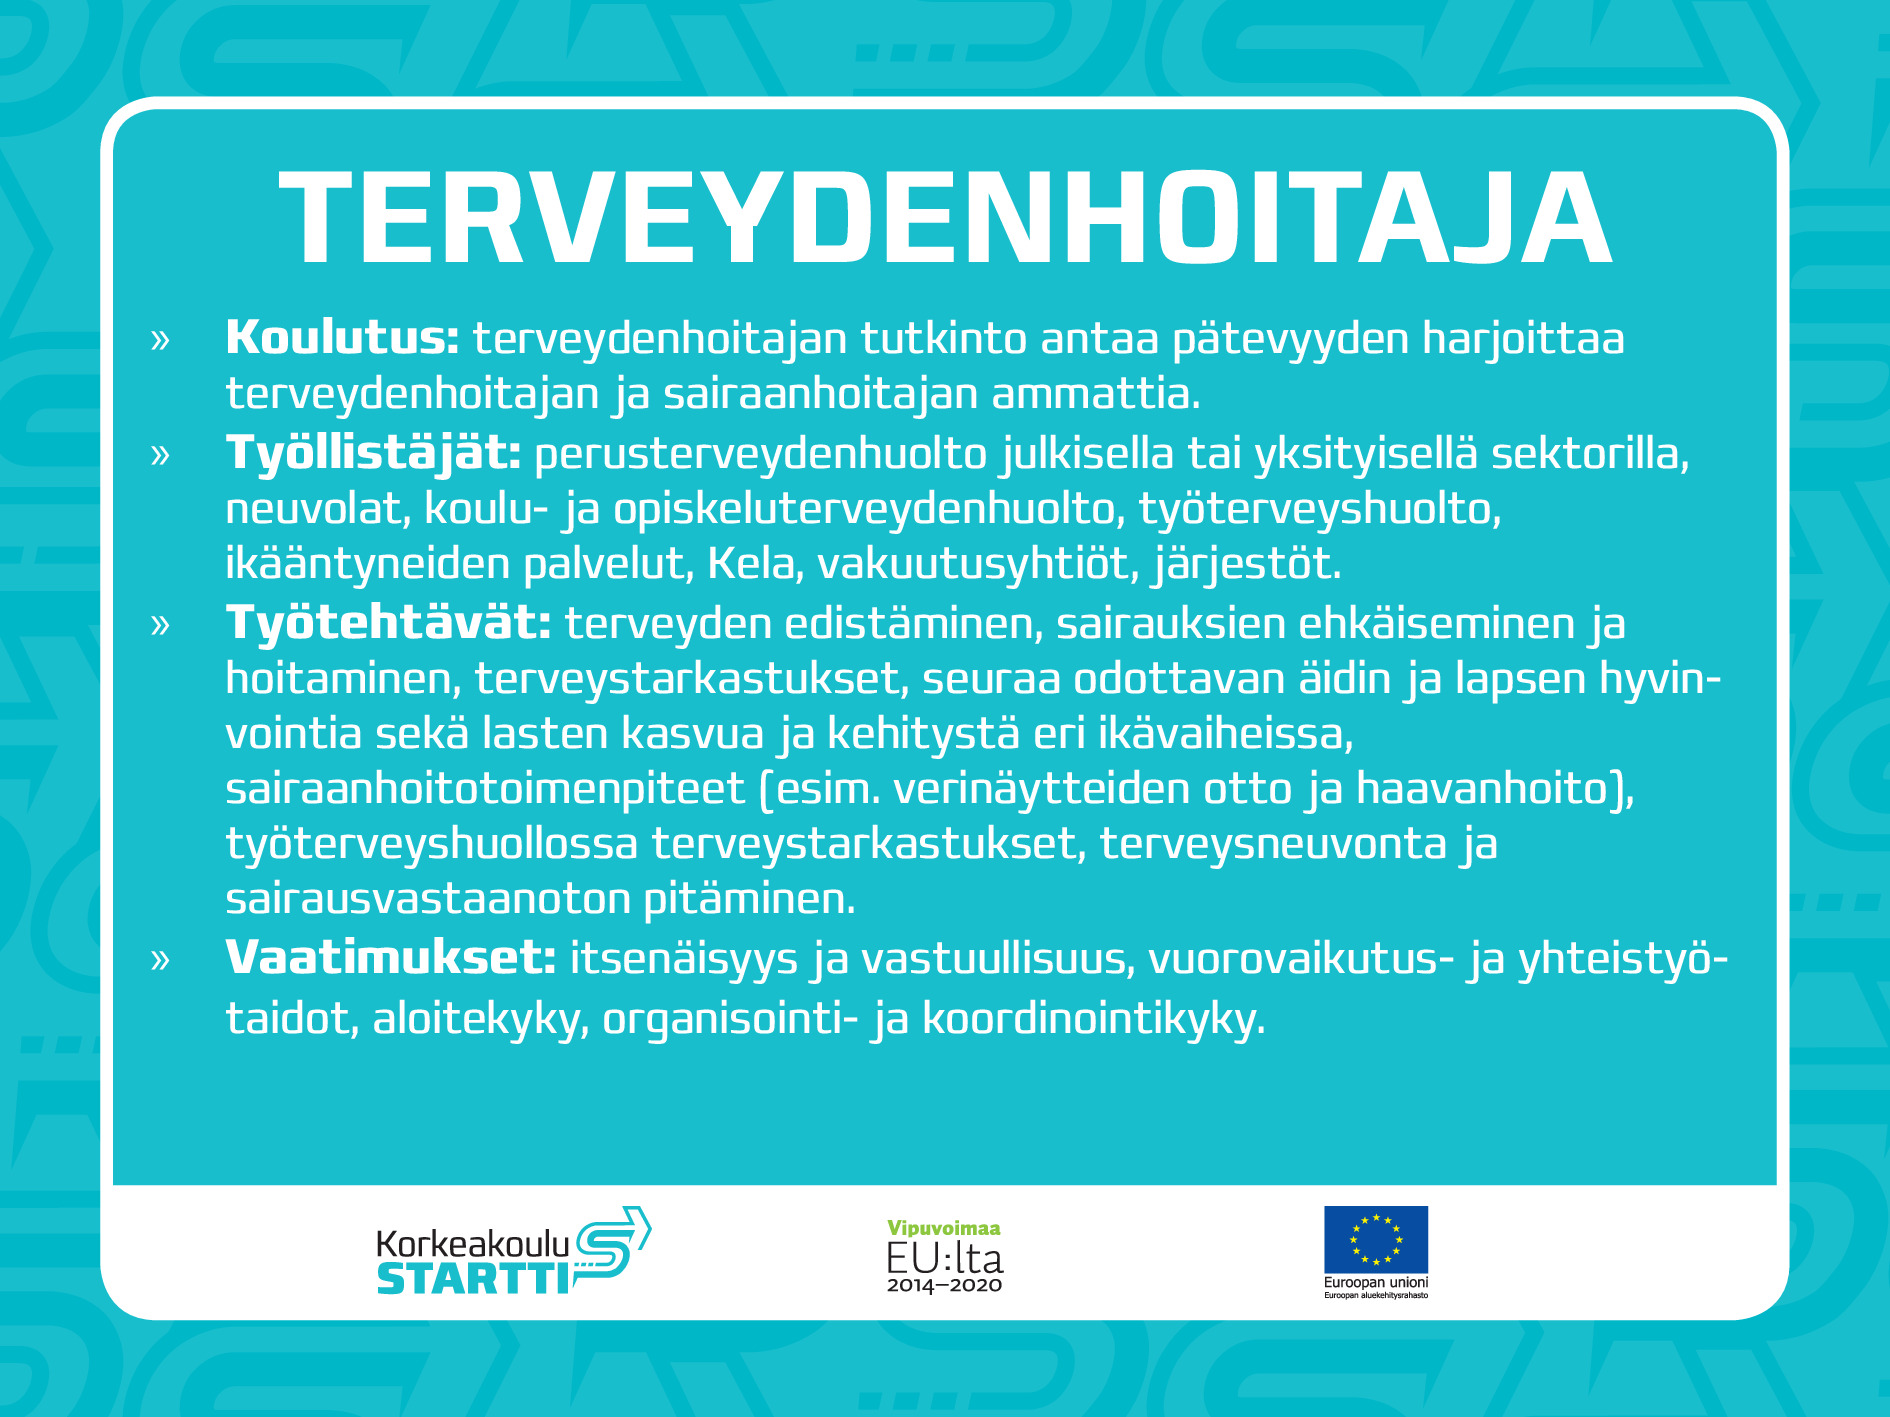 TERVEYDENHOITAJA
» Koulutus: terveydenhoitajan tutkinto antaa pätevyyden harjoittaa
terveydenhoitajan ja sairaanhoitajan ammattia.
» Työllistäjät: perusterveydenhuolto julkisella tai yksityisellä sektorilla,
neuvolat, koulu- ja opiskeluterveydenhuolto, työterveyshuolto,
ikääntyneiden palvelut, Kela, vakuutusyhtiöt, järjestöt.
» Työtehtävät: terveyden edistäminen, sairauksien ehkäiseminen ja
hoitaminen, terveystarkastukset, seuraa odottavan äidin ja lapsen hyvin-
vointia sekä lasten kasvua ja kehitystä eri ikävaiheissa,
sairaanhoitotoimenpiteet (esim. verinäytteiden otto ja haavanhoito),
työterveyshuollossa terveystarkastukset, terveysneuvonta ja
sairausvastaanoton pitäminen.
» Vaatimukset: itsenäisyys ja vastuullisuus, vuorovaikutus- ja yhteistyö-
taidot, aloitekyky, organisointi- ja koordinointikyky.
Korkeakoulu
STARTTI
Vipuvoimaa
EU:lta
2014–2020
Euroopan unioni
Euroopan aluekehitysrahasto